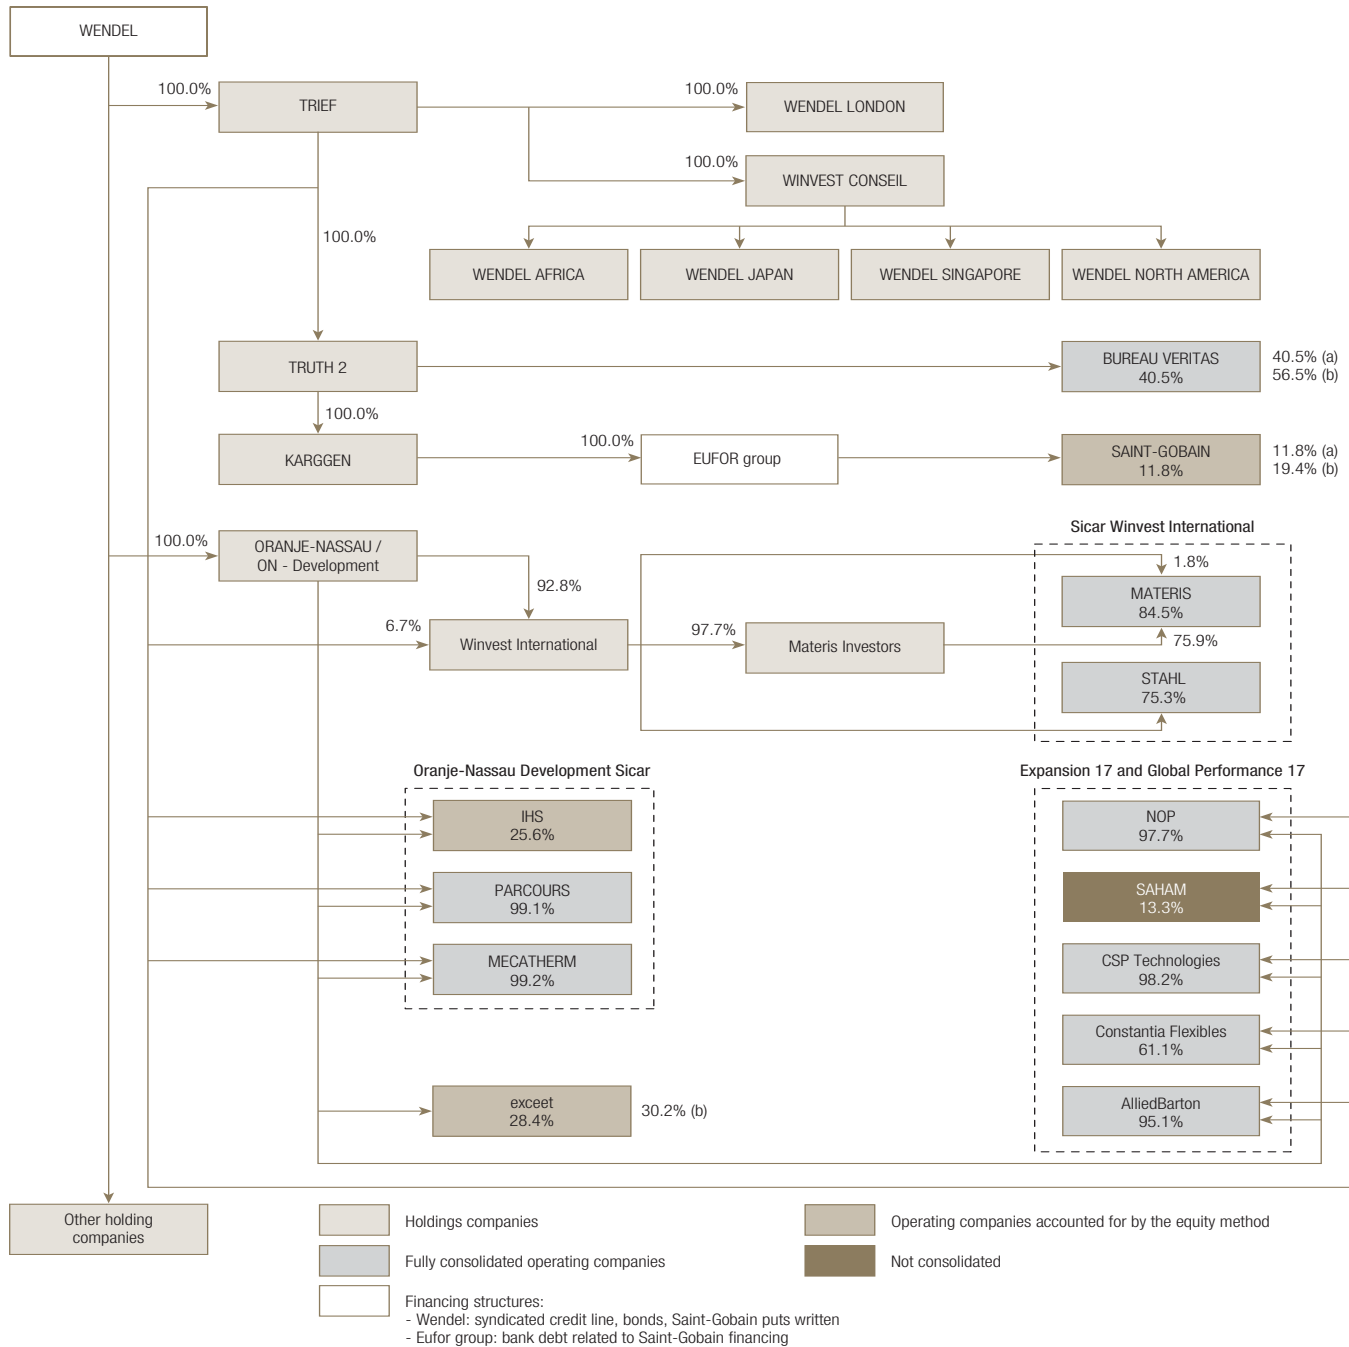 WENDEL
100.0%
TRIEF
100.0%
WENDEL LONDON
100.0%
WINVEST CONSEIL
100.0%
WENDEL AFRICA
WENDEL JAPAN
WENDEL SINGAPORE
WENDEL NORTH AMERICA
TRUTH 2
BUREAU VERITAS
40.5%
40.5% (a)
56.5% (b)
100.0%
KARGGEN
100.0%
EUFOR group
SAINT-GOBAIN
11.8%
11.8% (a)
19.4% (b)
100.0%
ORANJE-NASSAU /
ON - Development
92.8%
Sicar Winvest International
1.8%
MATERIS
84.5%
6.7%
Winvest International
97.7%
Materis Investors
75.9%
STAHL
75.3%
Oranje-Nassau Development Sicar
IHS
25.6%
PARCOURS
99.1%
MECATHERM
99.2%
exceet
28.4%
30.2% (b)
Expansion 17 and Global Performance 17
NOP
97.7%
SAHAM
13.3%
CSP Technologies
98.2%
Constantia Flexibles
61.1%
AlliedBarton
95.1%
Other holding
companies
Holdings companies
Operating companies accounted for by the equity method
Fully consolidated operating companies
Not consolidated
Financing structures:
- Wendel: syndicated credit line, bonds, Saint-Gobain puts written
- Eufor group: bank debt related to Saint-Gobain financing